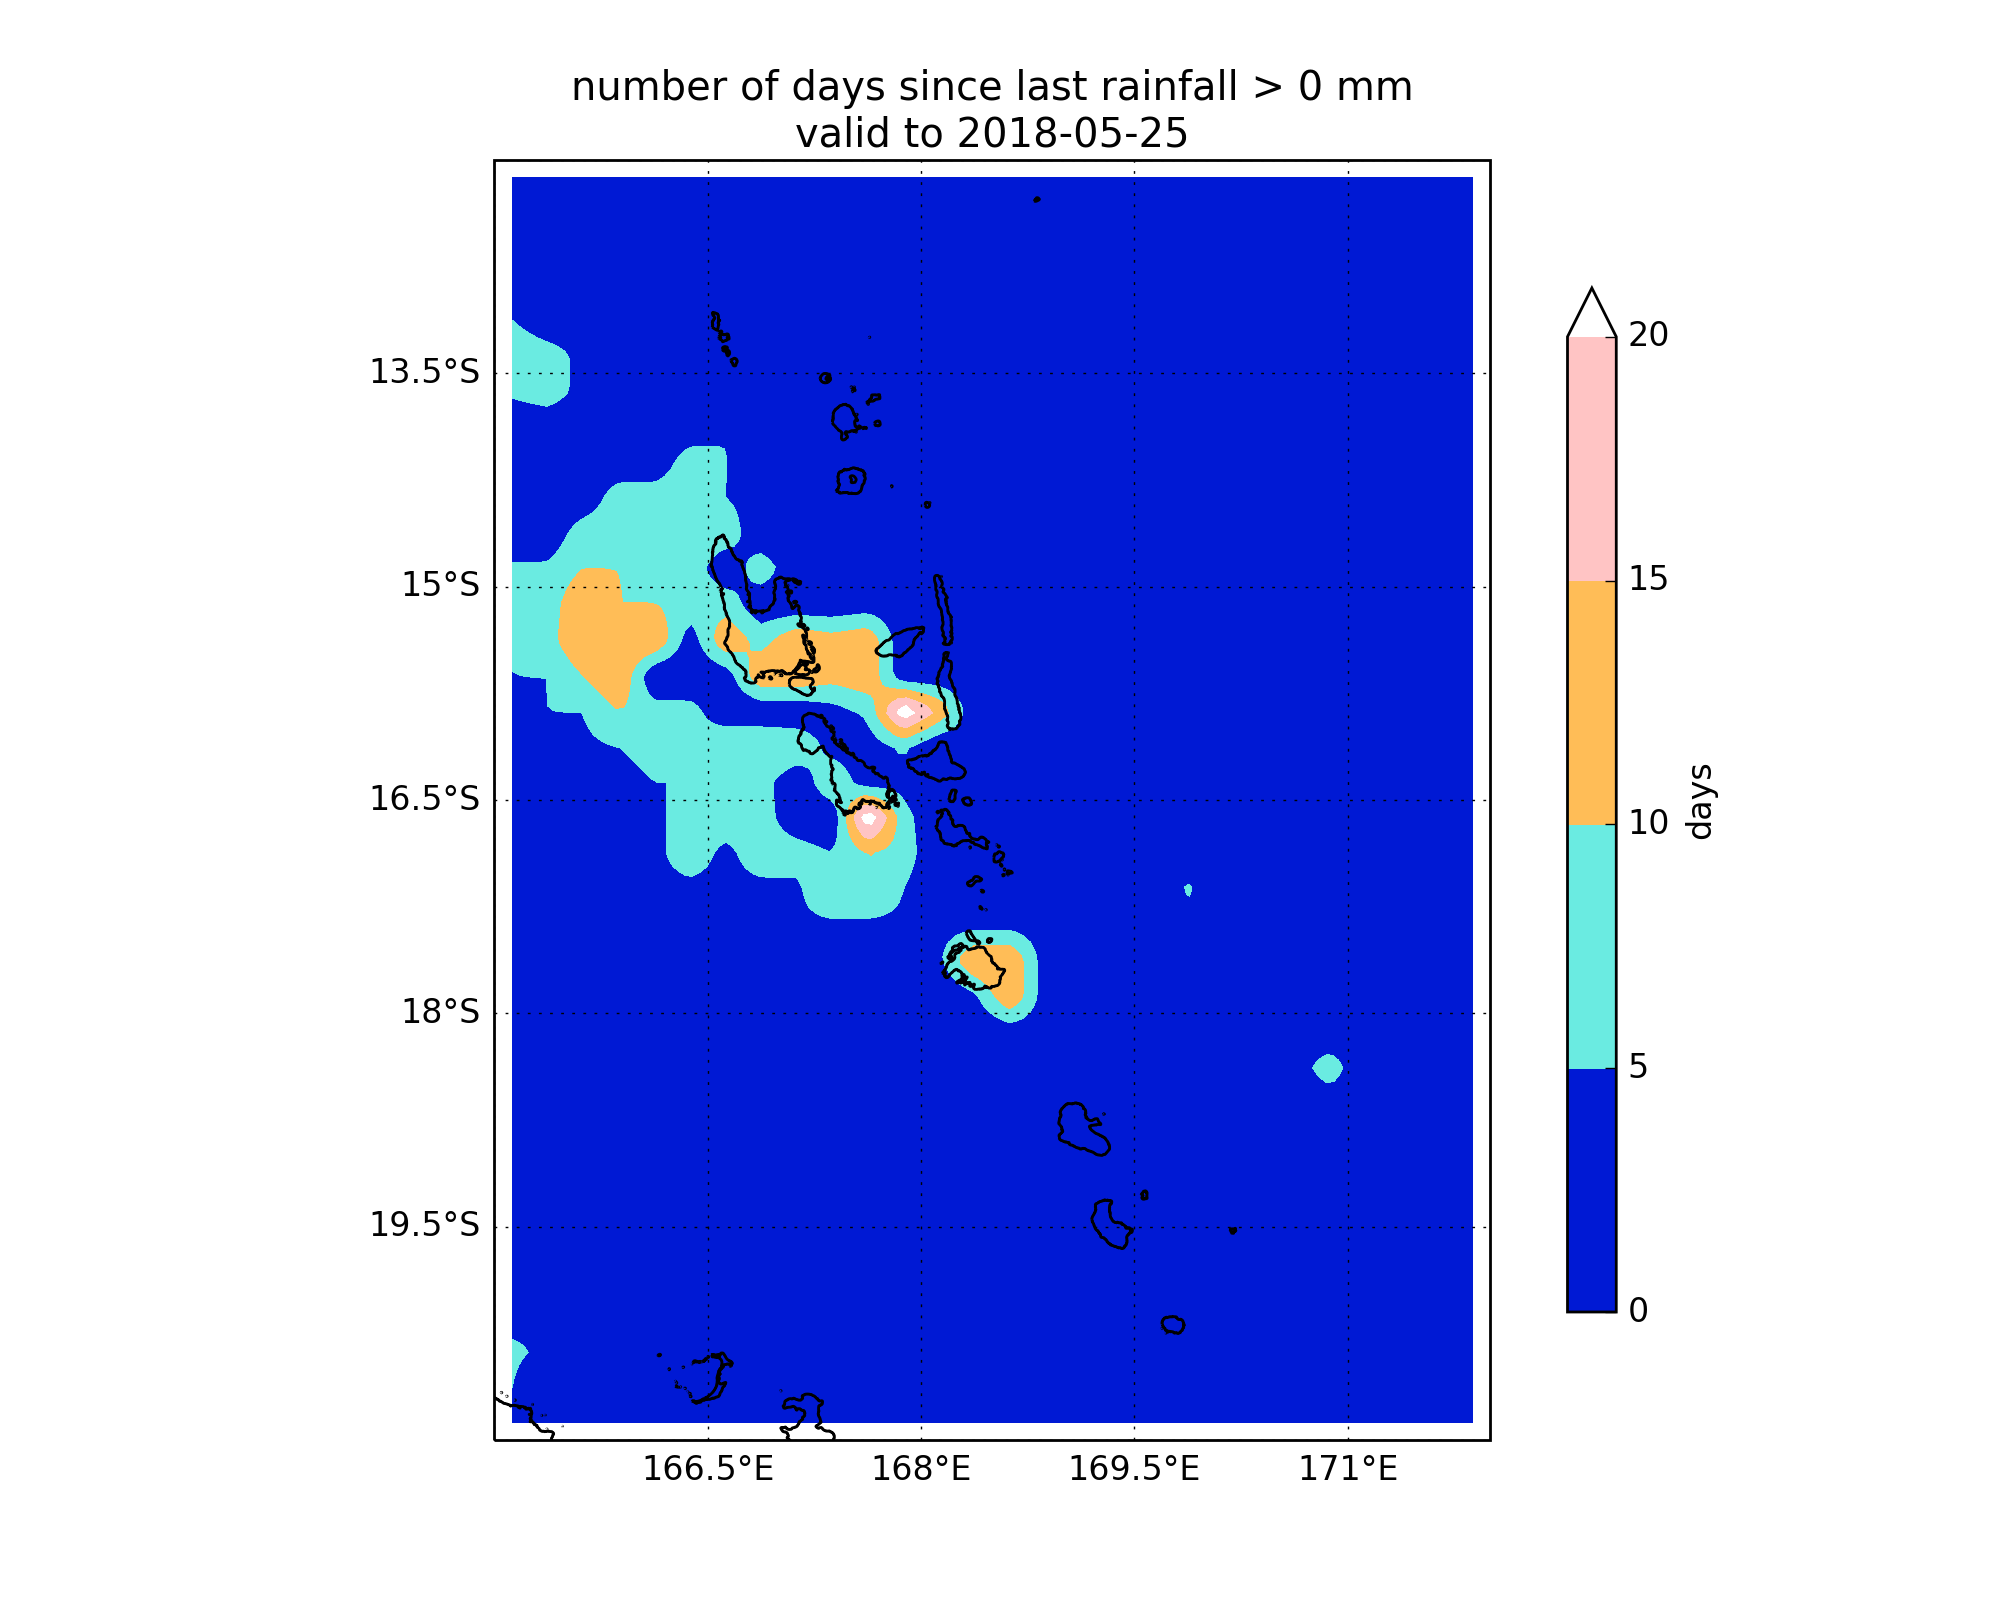 number of days since last rainfall > 0 mm
valid to 2018-05-25
13.5°S
15°S
16.5°S
18°S
19.5°S
166.5°E
168°E
169.5°E
171°E
20
15
10
5
0
days